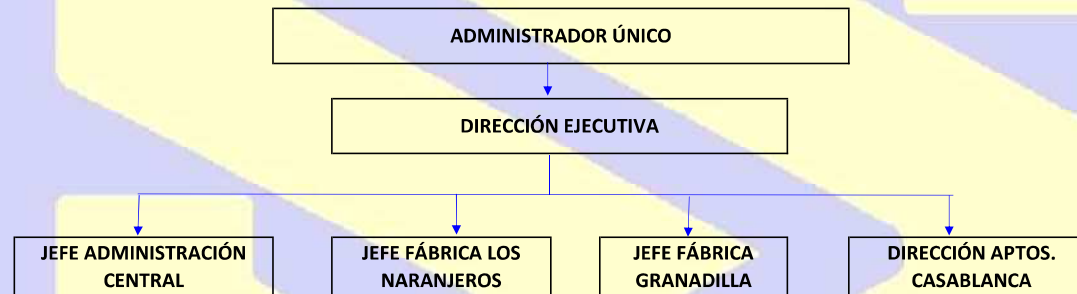 ADMINISTRADOR ÚNICO
DIRECCIÓN EJECUTIVA
JEFE ADMINISTRACIÓN
CENTRAL
JEFE FÁBRICA LOS
NARANJEROS
JEFE FÁBRICA
GRANADILLA
DIRECCIÓN APTOS.
CASABLANCA